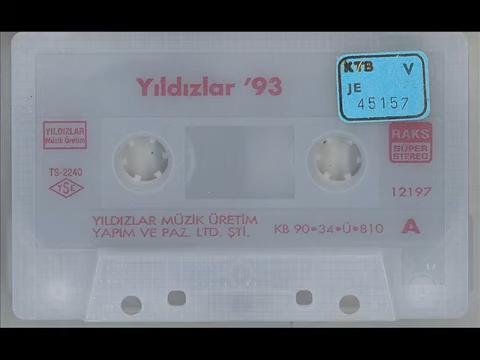 Yıldızlar '93
KTB V
JE
45157
YILDIZLAR
Müzik Üretim
RAKS
SÜPER
STEREO
TS-2240
TSE
12197
YILDIZLAR MÜZİK ÜRETİM
YAPIM VE PAZ. LTD. ŞTİ.
KB 90•34•Ü•810
A